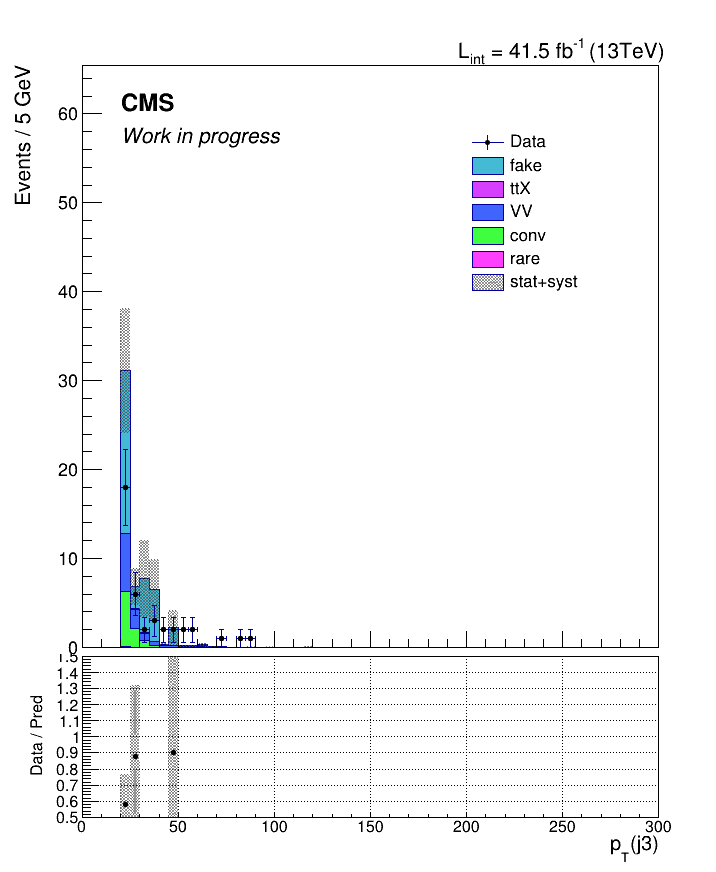 L_int = 41.5 fb^-1 (13TeV)
Events / 5 GeV
CMS
Work in progress
Data
fake
ttX
VV
conv
rare
stat+syst
60
50
40
30
20
10
0
Data / Pred
1.5
1.4
1.3
1.2
1.1
1
0.9
0.8
0.7
0.6
0.5
0 50 100 150 200 250 300
p_T(j3)